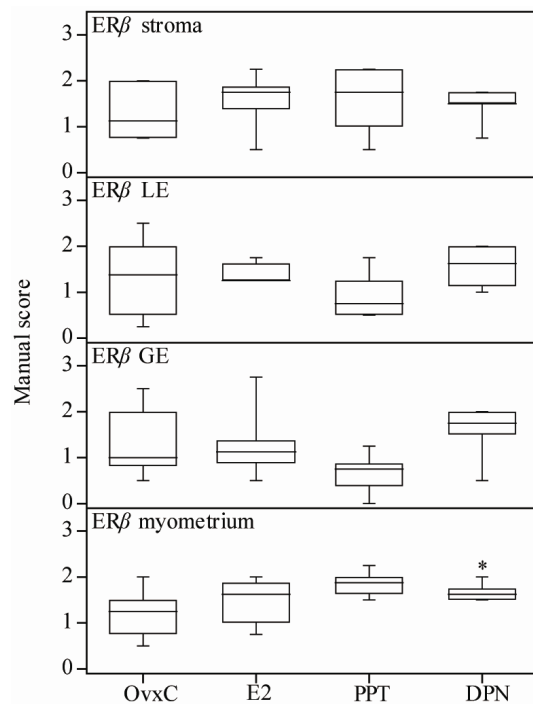 ERβ stroma
3
2
1
0
ERβ LE
3
2
1
0
ERβ GE
3
2
1
0
ERβ myometrium
3
2
1
0
*
Manual score
OvxC E2 PPT DPN